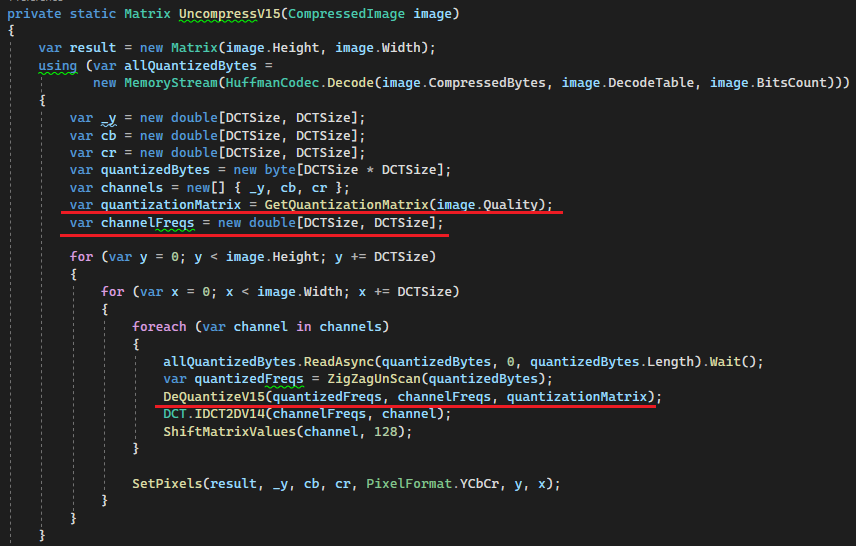 private static Matrix UncompressV15(CompressedImage image)
{
var result = new Matrix(image.Height, image.Width);
using (var allQuantizedBytes =
new MemoryStream(HuffmanCodec.Decode(image.CompressedBytes, image.DecodeTable, image.BitsCount)))
{
var _y = new double[DCTSize, DCTSize];
var cb = new double[DCTSize, DCTSize];
var cr = new double[DCTSize, DCTSize];
var quantizedBytes = new byte[DCTSize * DCTSize];
var channels = new[] { _y, cb, cr };
var quantizationMatrix = GetQuantizationMatrix(image.Quality);
var channelFreqs = new double[DCTSize, DCTSize];
for (var y = 0; y < image.Height; y += DCTSize)
{
for (var x = 0; x < image.Width; x += DCTSize)
{
foreach (var channel in channels)
{
allQuantizedBytes.ReadAsync(quantizedBytes, 0, quantizedBytes.Length).Wait();
var quantizedFreqs = ZigZagUnScan(quantizedBytes);
DeQuantizeV15(quantizedFreqs, channelFreqs, quantizationMatrix);
DCT.IDCT2DV14(channelFreqs, channel);
ShiftMatrixValues(channel, 128);
}
SetPixels(result, _y, cb, cr, PixelFormat.YCbCr, y, x);
}
}
}